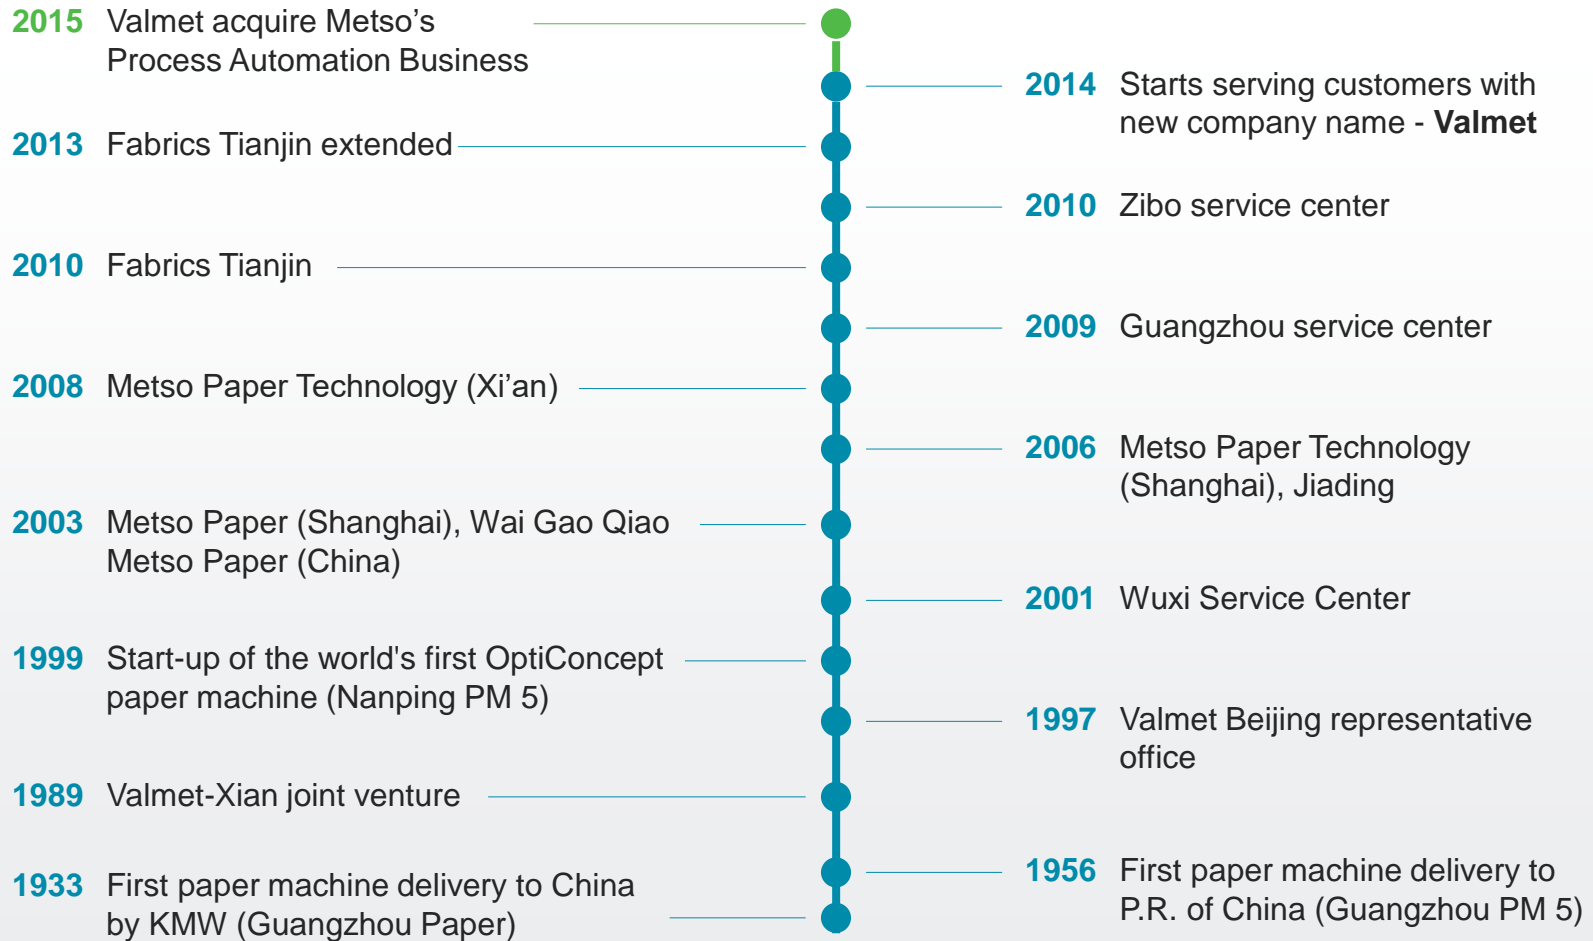 2015 Valmet acquire Metso's
Process Automation Business
2014 Starts serving customers with
new company name - Valmet
2013 Fabrics Tianjin extended
2010 Zibo service center
2010 Fabrics Tianjin
2009 Guangzhou service center
2008 Metso Paper Technology (Xi'an)
2006 Metso Paper Technology
(Shanghai), Jiading
2003 Metso Paper (Shanghai), Wai Gao Qiao
Metso Paper (China)
2001 Wuxi Service Center
1999 Start-up of the world's first OptiConcept
paper machine (Nanping PM 5)
1997 Valmet Beijing representative
office
1989 Valmet-Xian joint venture
1956 First paper machine delivery to
P.R. of China (Guangzhou PM 5)
1933 First paper machine delivery to China
by KMW (Guangzhou Paper)